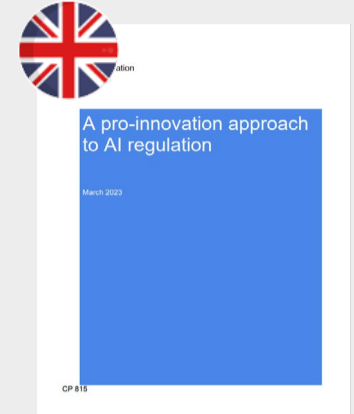 ation
A pro-innovation approach
to AI regulation
March 2023
CP 815